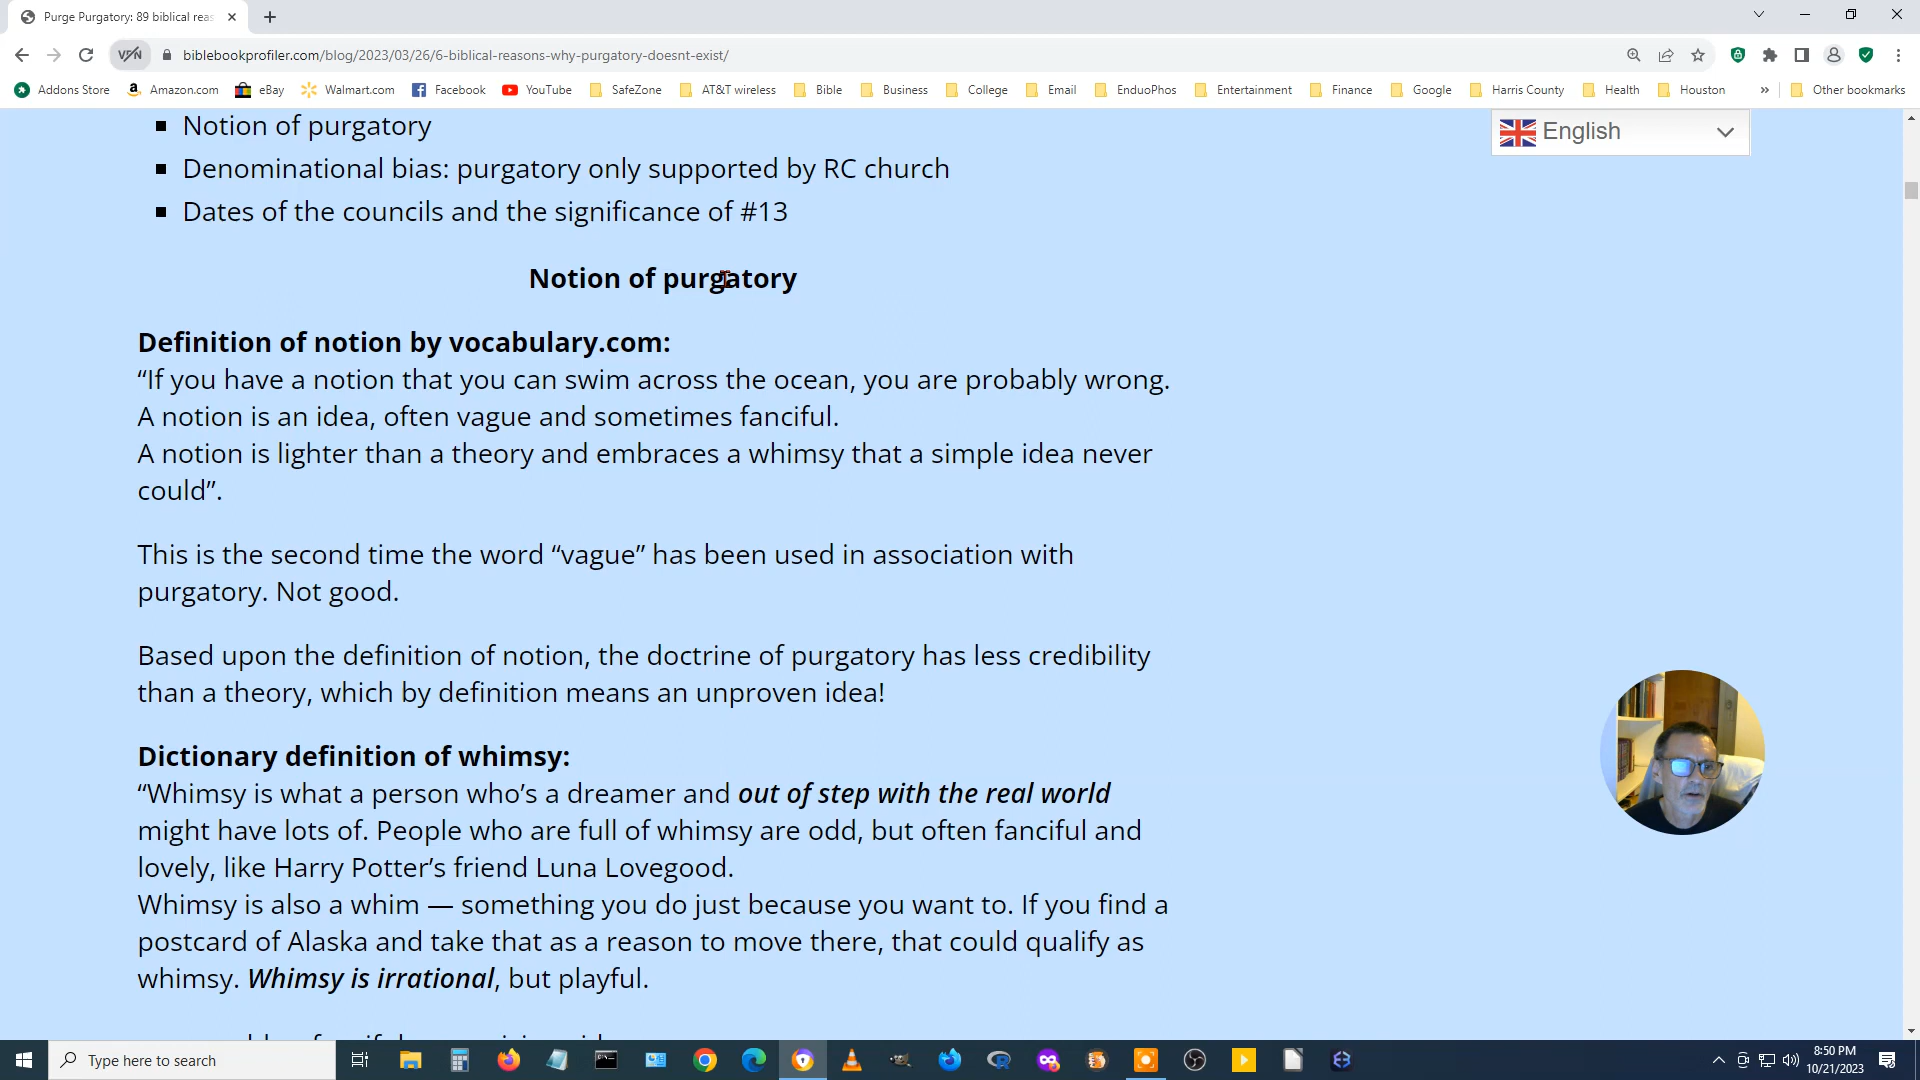 Purge Purgatory: 89 biblical reas
biblebookprofiler.com/blog/2023/03/26/6-biblical-reasons-why-purgatory-doesnt-exist/
Addons Store Amazon.com eBay Walmart.com Facebook YouTube SafeZone AT&T wireless Bible Business College Email EnduoPhos Entertainment Finance Google Harris County Health Houston » Other bookmarks
English
Notion of purgatory
Denominational bias: purgatory only supported by RC church
Dates of the councils and the significance of #13
Notion of purgatory
Definition of notion by vocabulary.com:
“If you have a notion that you can swim across the ocean, you are probably wrong.
A notion is an idea, often vague and sometimes fanciful.
A notion is lighter than a theory and embraces a whimsy that a simple idea never
could”.
This is the second time the word “vague” has been used in association with
purgatory. Not good.
Based upon the definition of notion, the doctrine of purgatory has less credibility
than a theory, which by definition means an unproven idea!
Dictionary definition of whimsy:
“Whimsy is what a person who’s a dreamer and out of step with the real world
might have lots of. People who are full of whimsy are odd, but often fanciful and
lovely, like Harry Potter’s friend Luna Lovegood.
Whimsy is also a whim — something you do just because you want to. If you find a
postcard of Alaska and take that as a reason to move there, that could qualify as
whimsy. Whimsy is irrational, but playful.
Type here to search
8:50 PM
10/21/2023